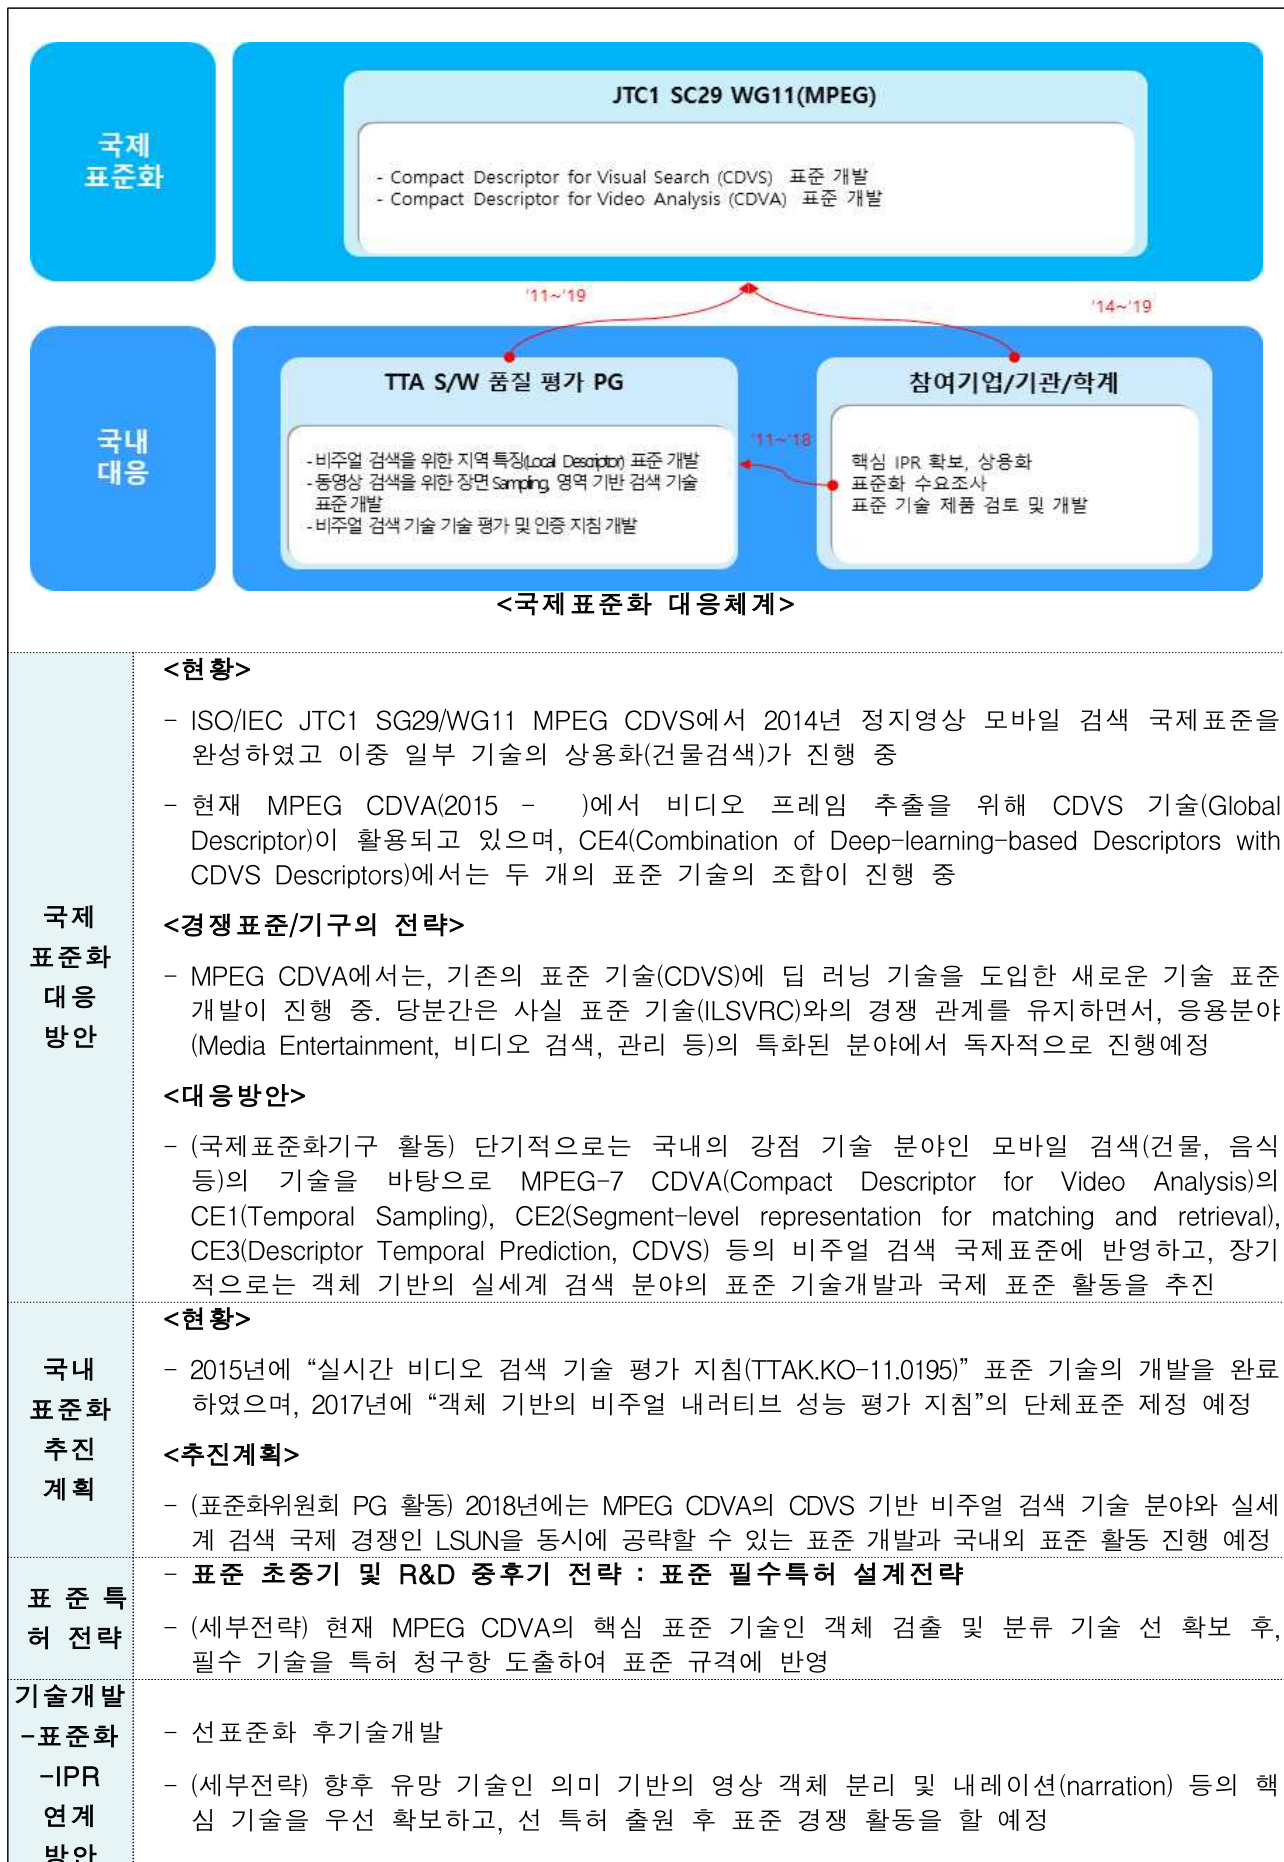 국제
표준화
JTC1 SC29 WG11(MPEG)
- Compact Descriptor for Visual Search (CDVS) 표준 개발
- Compact Descriptor for Video Analysis (CDVA) 표준 개발
'11~'19
'14~'19
국내
대응
TTA S/W 품질 평가 PG
- 비주얼 검색을 위한 지역 특징(Local Descriptor) 표준 개발
- 동영상 검색을 위한 장면 Sampling, 영역 기반 검색 기술
표준 개발
- 비주얼 검색 기술 기술 평가 및 인증 지침 개발
'11~'18
참여기업/기관/학계
핵심 IPR 확보, 상용화
표준화 수요조사
표준 기술 제품 검토 및 개발
<국제표준화 대응체계>
국제
표준화
대응
방안
<현황>
- ISO/IEC JTC1 SG29/WG11 MPEG CDVS에서 2014년 정지영상 모바일 검색 국제표준을
완성하였고 이중 일부 기술의 상용화(건물검색)가 진행 중
- 현재 MPEG CDVA(2015 - )에서 비디오 프레임 추출을 위해 CDVS 기술(Global
Descriptor)이 활용되고 있으며, CE4(Combination of Deep-learning-based Descriptors with
CDVS Descriptors)에서는 두 개의 표준 기술의 조합이 진행 중
<경쟁표준/기구의 전략>
- MPEG CDVA에서는, 기존의 표준 기술(CDVS)에 딥 러닝 기술을 도입한 새로운 기술 표준
개발이 진행 중. 당분간은 사실 표준 기술(ILSVRC)와의 경쟁 관계를 유지하면서, 응용분야
(Media Entertainment, 비디오 검색, 관리 등)의 특화된 분야에서 독자적으로 진행예정
<대응방안>
- (국제표준화기구 활동) 단기적으로는 국내의 강점 기술 분야인 모바일 검색(건물, 음식
등)의 기술을 바탕으로 MPEG-7 CDVA(Compact Descriptor for Video Analysis)의
CE1(Temporal Sampling), CE2(Segment-level representation for matching and retrieval),
CE3(Descriptor Temporal Prediction, CDVS) 등의 비주얼 검색 국제표준에 반영하고, 장기
적으로는 객체 기반의 실세계 검색 분야의 표준 기술개발과 국제 표준 활동을 추진
국내
표준화
추진
계획
<현황>
- 2015년에 “실시간 비디오 검색 기술 평가 지침(TTAK.KO-11.0195)” 표준 기술의 개발을 완료
하였으며, 2017년에 “객체 기반의 비주얼 내러티브 성능 평가 지침”의 단체표준 제정 예정
<추진계획>
- (표준화위원회 PG 활동) 2018년에는 MPEG CDVA의 CDVS 기반 비주얼 검색 기술 분야와 실세
계 검색 국제 경쟁인 LSUN을 동시에 공략할 수 있는 표준 개발과 국내외 표준 활동 진행 예정
표 준 특
허 전략
- 표준 초중기 및 R&D 중후기 전략 : 표준 필수특허 설계전략
- (세부전략) 현재 MPEG CDVA의 핵심 표준 기술인 객체 검출 및 분류 기술 선 확보 후,
필수 기술을 특허 청구항 도출하여 표준 규격에 반영
기술개발
-표준화
-IPR
연계
방안
- 선표준화 후기술개발
- (세부전략) 향후 유망 기술인 의미 기반의 영상 객체 분리 및 내레이션(narration) 등의 핵
심 기술을 우선 확보하고, 선 특허 출원 후 표준 경쟁 활동을 할 예정